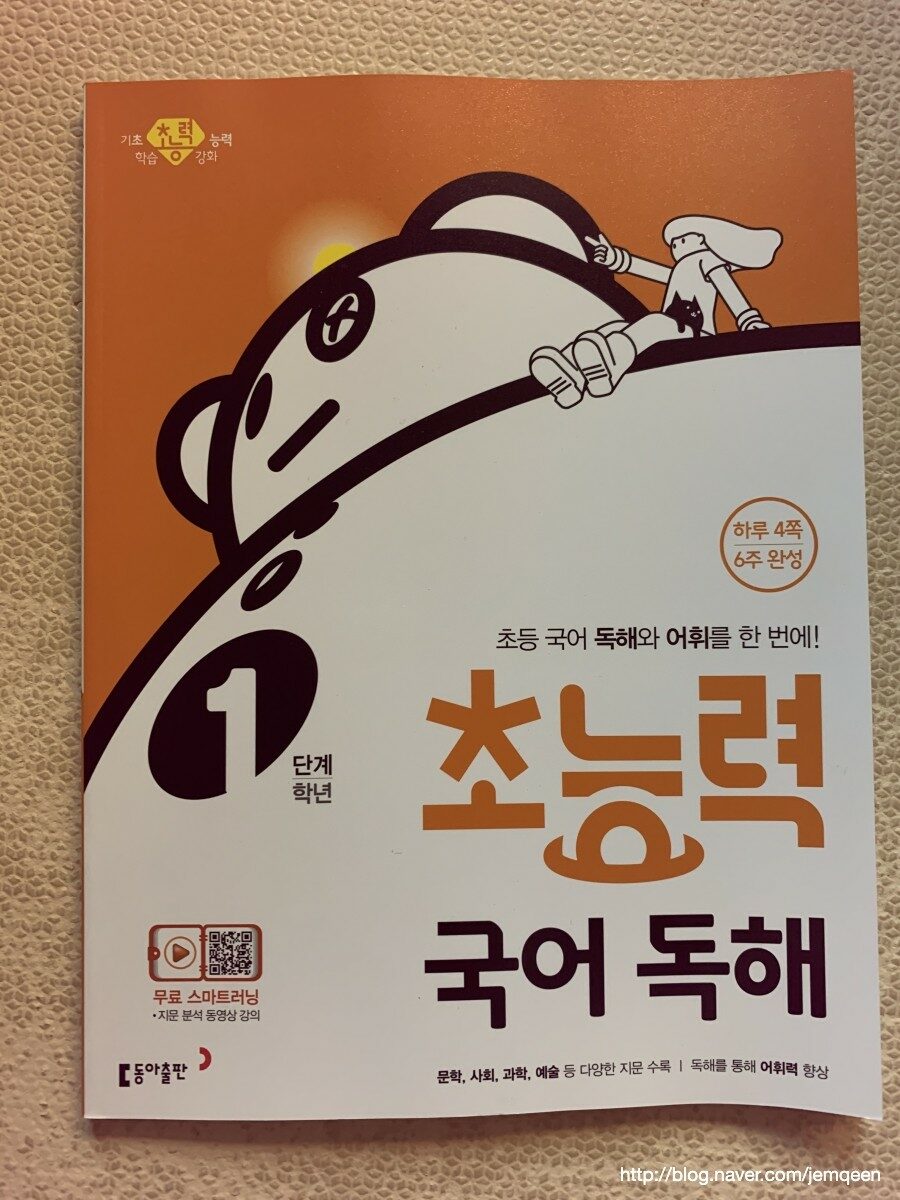 기초 초능력 능력
학습 강화
하루 4쪽
6주 완성
초등 국어 독해와 어휘를 한 번에!
초능력
국어 독해
1
단계
학년
무료 스마트러닝
• 지문 분석 동영상 강의
동아출판
문학, 사회, 과학, 예술 등 다양한 지문 수록 | 독해를 통해 어휘력 향상
http://blog.naver.com/jemqeen